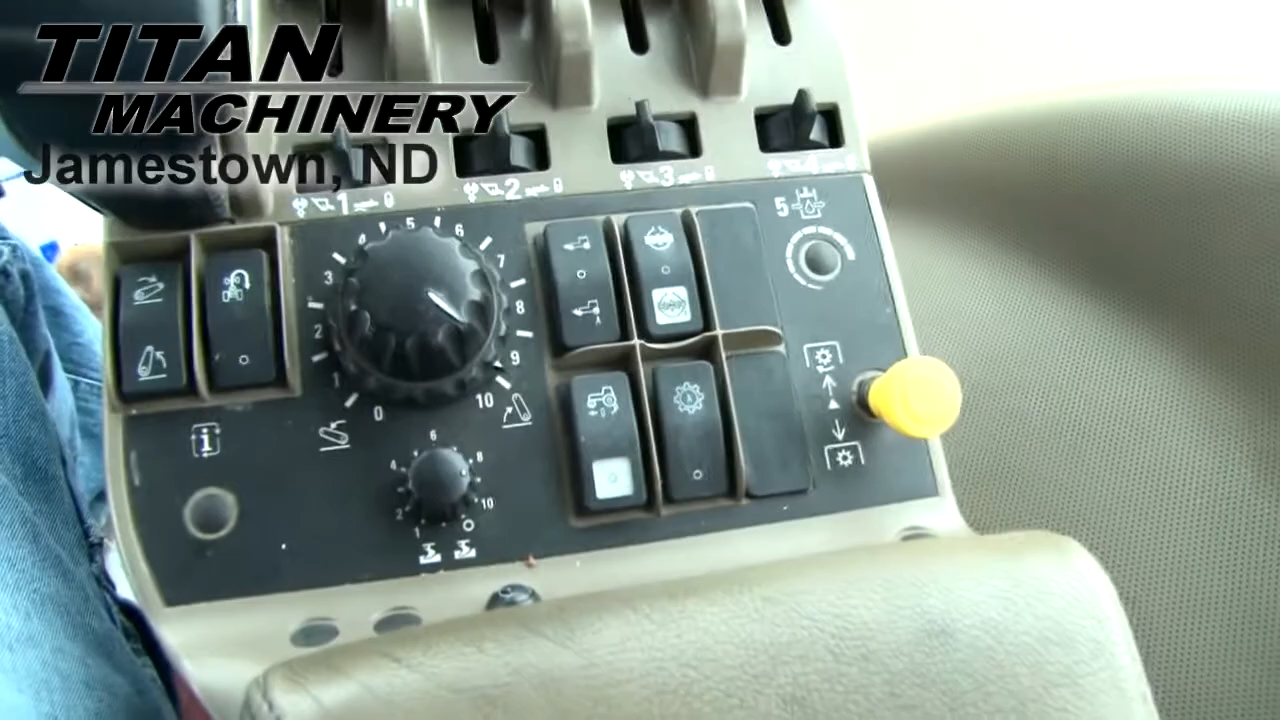 TITAN
MACHINERY
Jamestown, ND
1 2 3 4
5
0 1 2 3 4 5 6 7 8 9 10
i
1 2 4 6 8 10
A
A
0